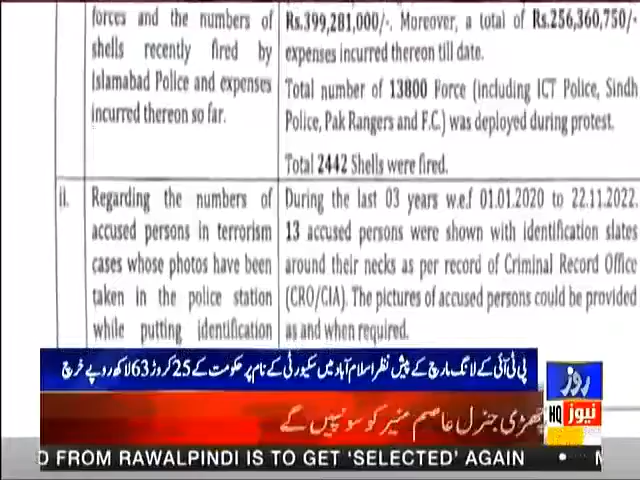 forces and the numbers of
shells recently fired by
Islamabad Police and expenses
incurred thereon so far.
Rs.399,281,000/-. Moreover, a total of Rs.256,360,750/-
expenses incurred thereon till date.
Total number of 13800 Force (including ICT Police, Sindh
Police, Pak Rangers and F.C.) was deployed during protest.
Total 2442 Shells were fired.
ii.
Regarding the numbers of
accused persons in terrorism
cases whose photos have been
taken in the police station
while putting identification
During the last 03 years w.e.f 01.01.2020 to 22.11.2022.
13 accused persons were shown with identification slates
around their necks as per record of Criminal Record Office
(CRO/CIA). The pictures of accused persons could be provided
as and when required.
پی ٹی آئی کے لانگ مارچ کے پیش نظر اسلام آباد میں سکیورٹی کے نام پر حکومت کے 25 کروڑ 63 لاکھ روپے خرچ
چھڑی جنرل عاصم منیر کو سونپیں گے
روز
نیوز HQ
D FROM RAWALPINDI IS TO GET 'SELECTED' AGAIN